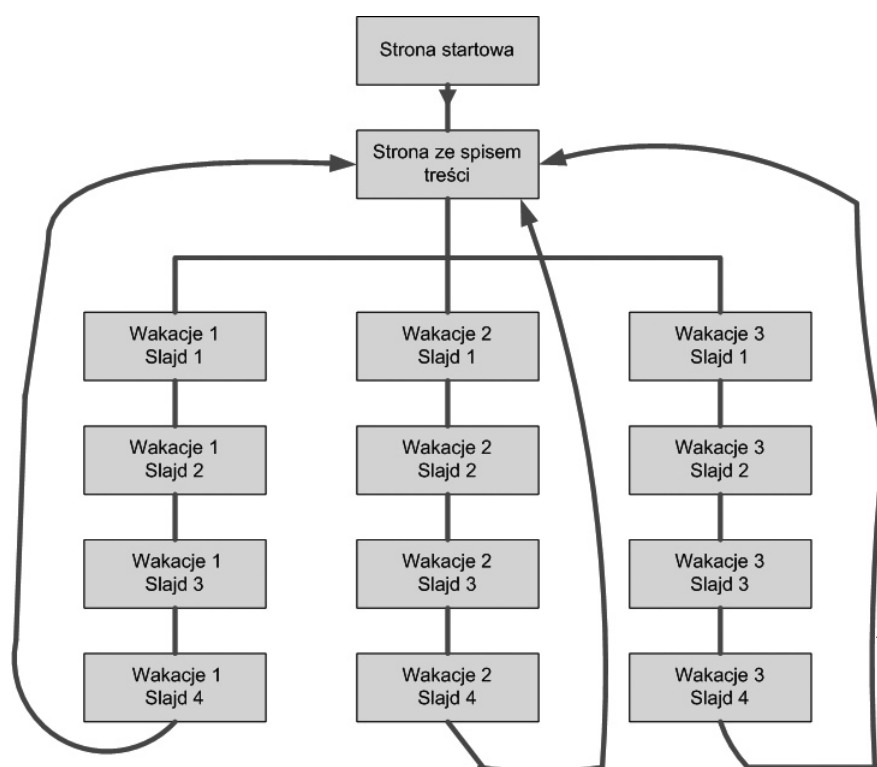 Strona startowa
Strona ze spisem
treści
Wakacje 1
Slajd 1
Wakacje 2
Slajd 1
Wakacje 3
Slajd 1
Wakacje 1
Slajd 2
Wakacje 2
Slajd 2
Wakacje 3
Slajd 2
Wakacje 1
Slajd 3
Wakacje 2
Slajd 3
Wakacje 3
Slajd 3
Wakacje 1
Slajd 4
Wakacje 2
Slajd 4
Wakacje 3
Slajd 4